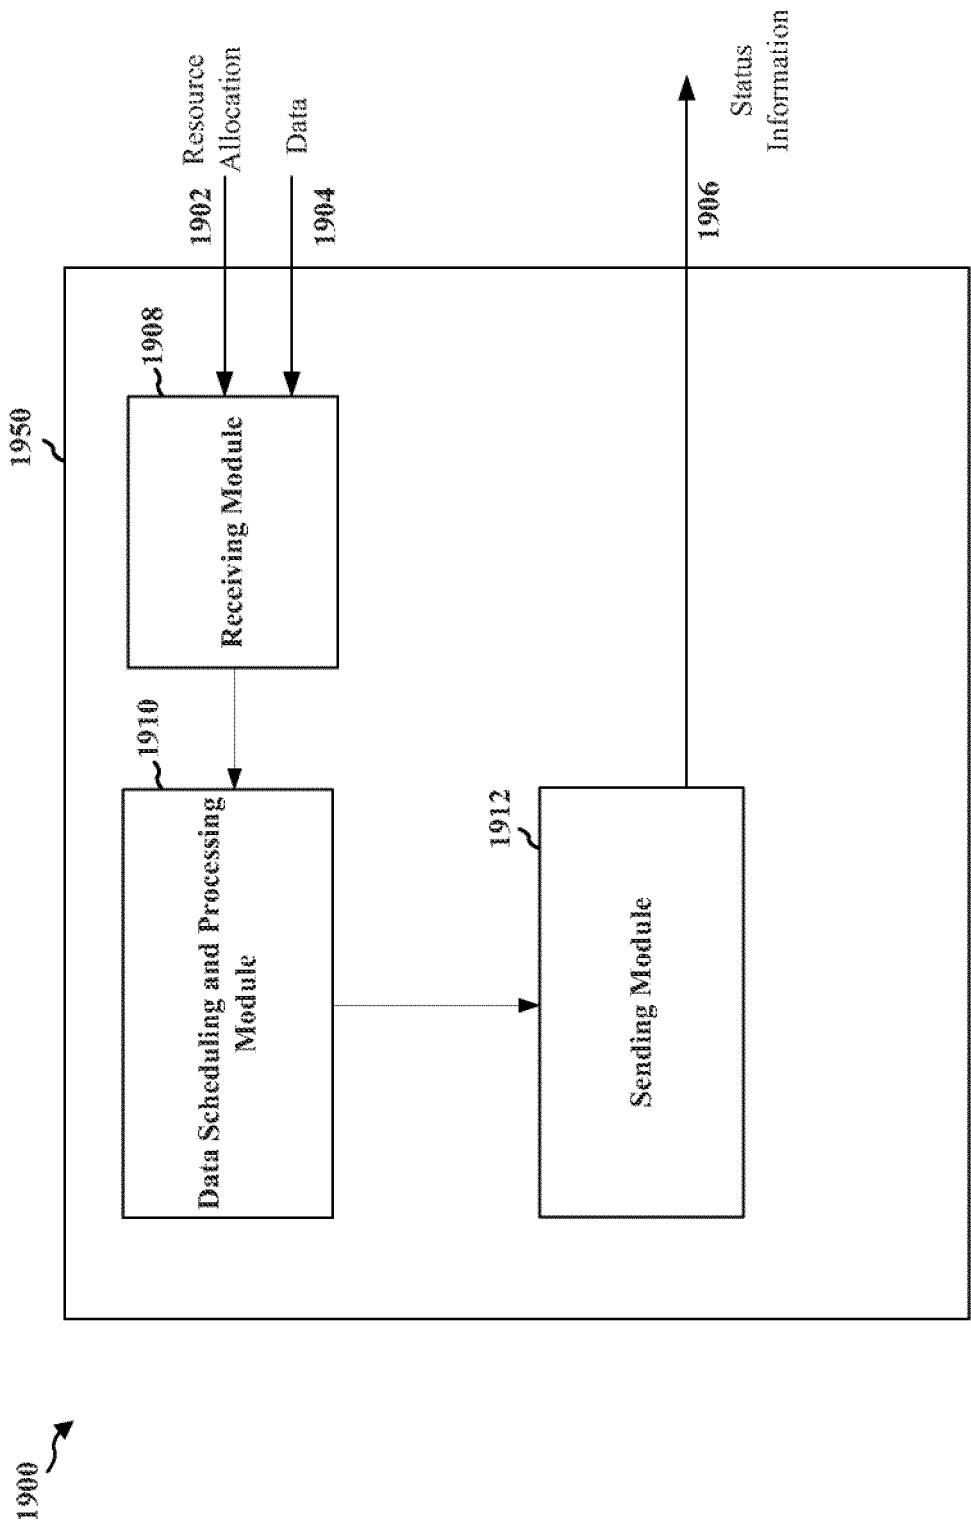 1900
1950
Data Scheduling and Processing
Module
1910
Receiving Module
1908
1902
Resource
Allocation
1904
Data
Sending Module
1912
1906
Status
Information